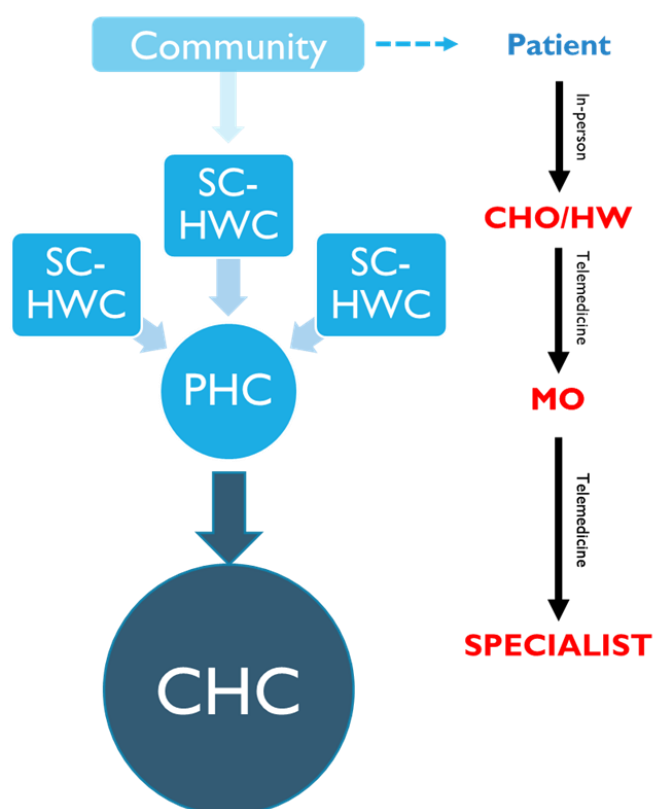 Community
Patient
In-person
SC-
HWC
CHO/HW
SC-
HWC
SC-
HWC
Telemedicine
PHC
MO
Telemedicine
SPECIALIST
CHC